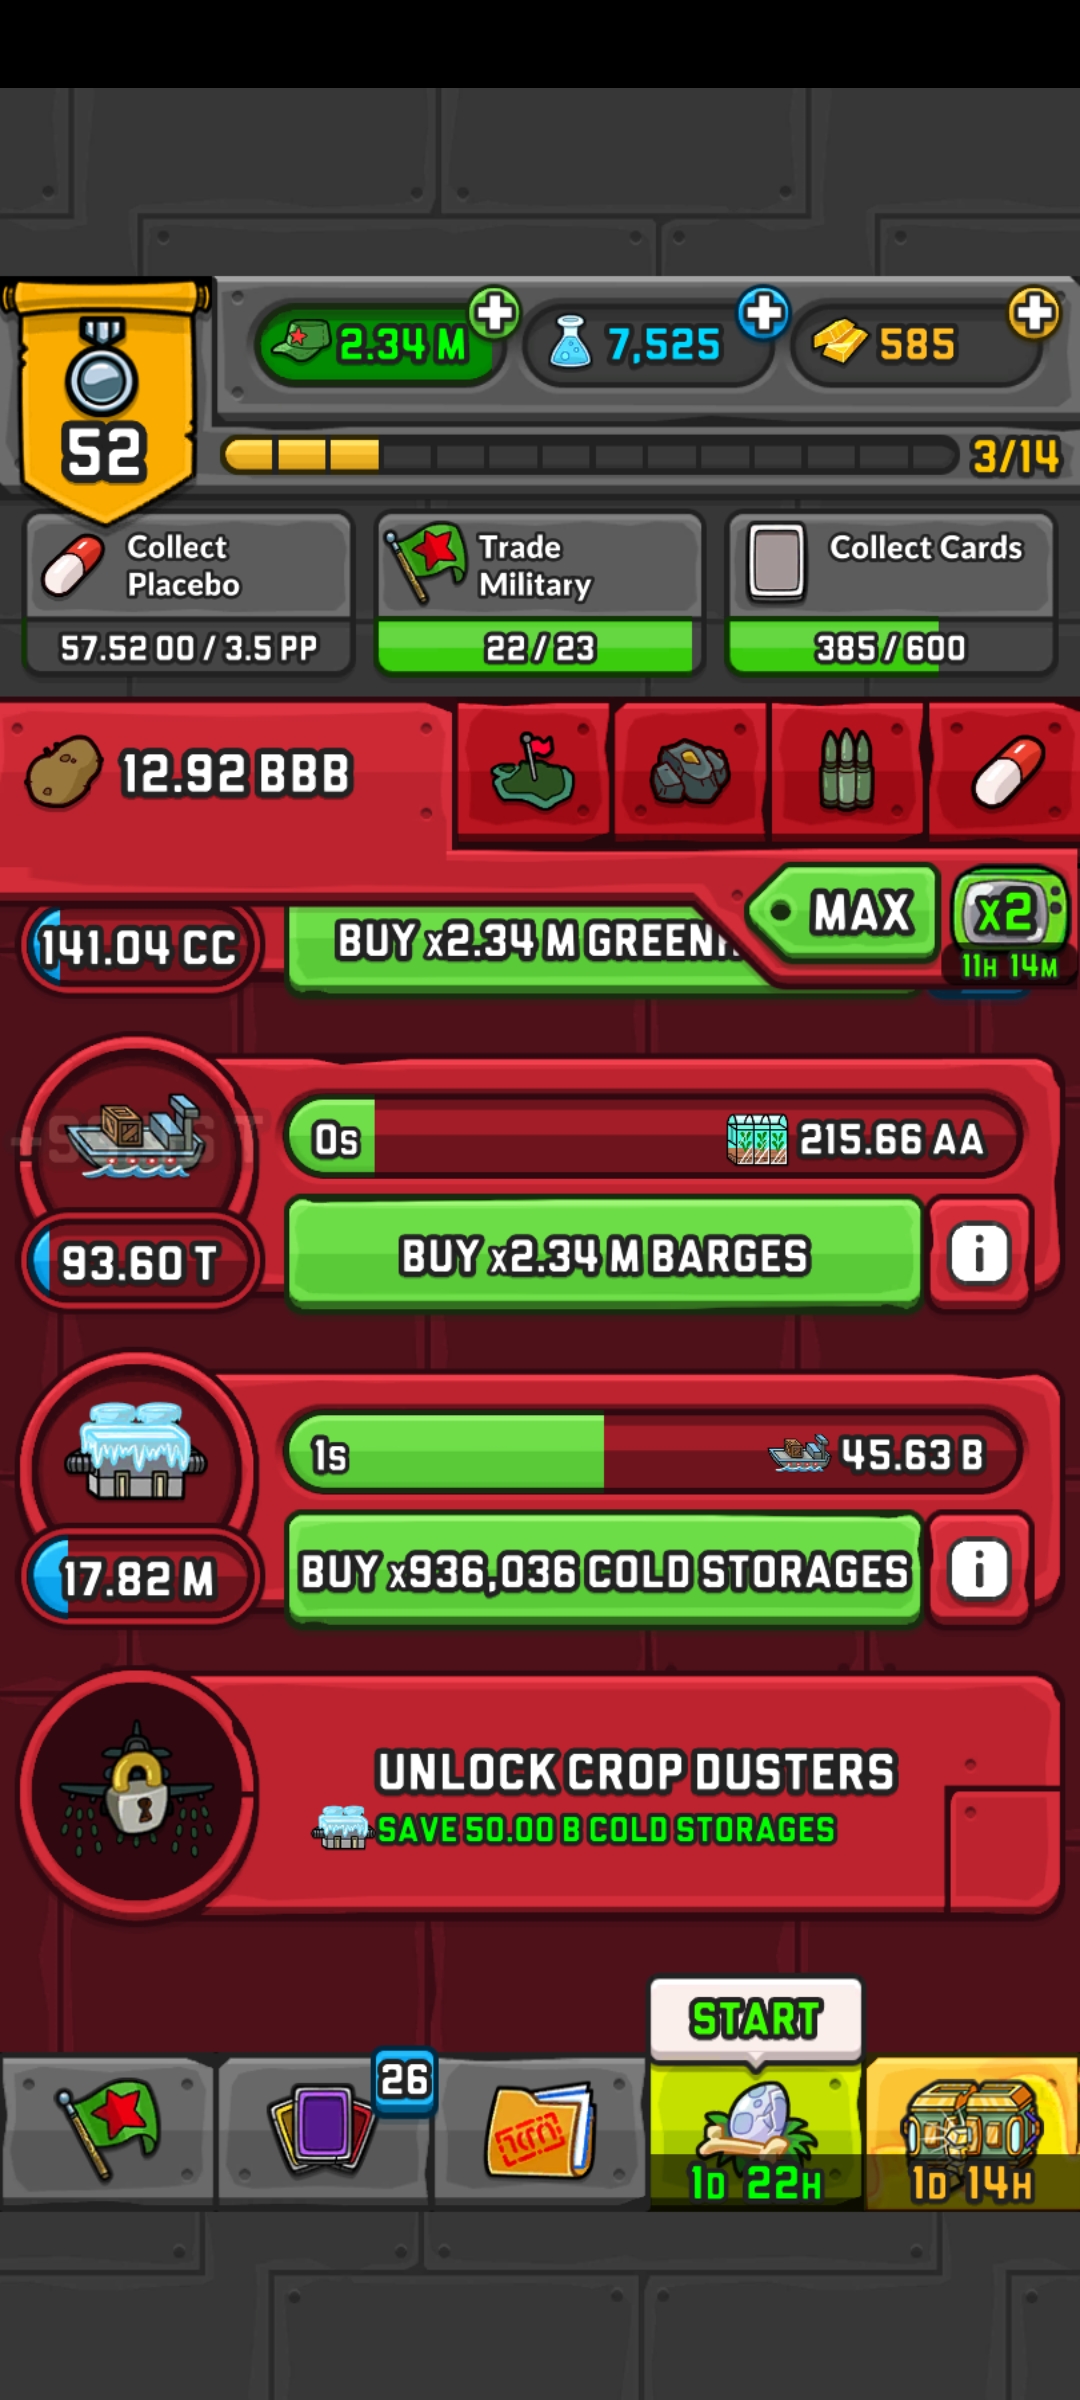 2.34 M
7,525
585
52
3/14
Collect
Placebo
57.52 OO / 3.5 PP
Trade
Military
22 / 23
Collect Cards
385 / 600
12.92 BBB
MAX
x2
11H 14M
141.04 CC
BUY x2.34 M GREENH
0s
215.66 AA
93.60 T
BUY x2.34 M BARGES
i
1s
45.63 B
17.82 M
BUY x936,036 COLD STORAGES
i
UNLOCK CROP DUSTERS
SAVE 50.00 B COLD STORAGES
START
26
1D 22H
1D 14H